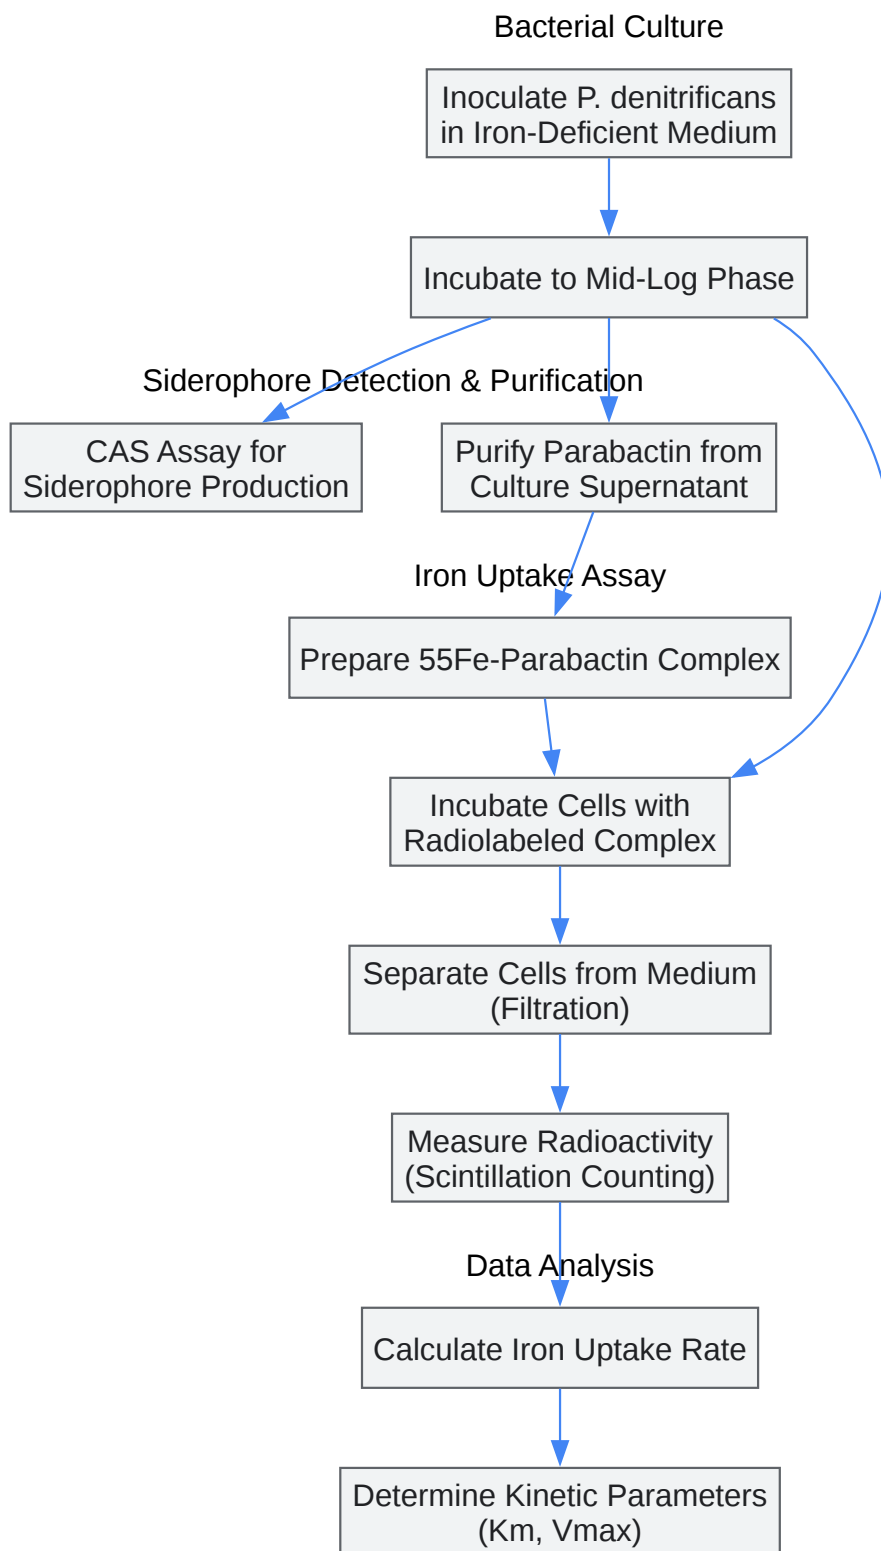 Bacterial Culture
Inoculate P. denitrificans
in Iron-Deficient Medium
Incubate to Mid-Log Phase
Siderophore Detection & Purification
CAS Assay for
Siderophore Production
Purify Parabactin from
Culture Supernatant
Iron Uptake Assay
Prepare 55Fe-Parabactin Complex
Incubate Cells with
Radiolabeled Complex
Separate Cells from Medium
(Filtration)
Measure Radioactivity
(Scintillation Counting)
Data Analysis
Calculate Iron Uptake Rate
Determine Kinetic Parameters
(Km, Vmax)